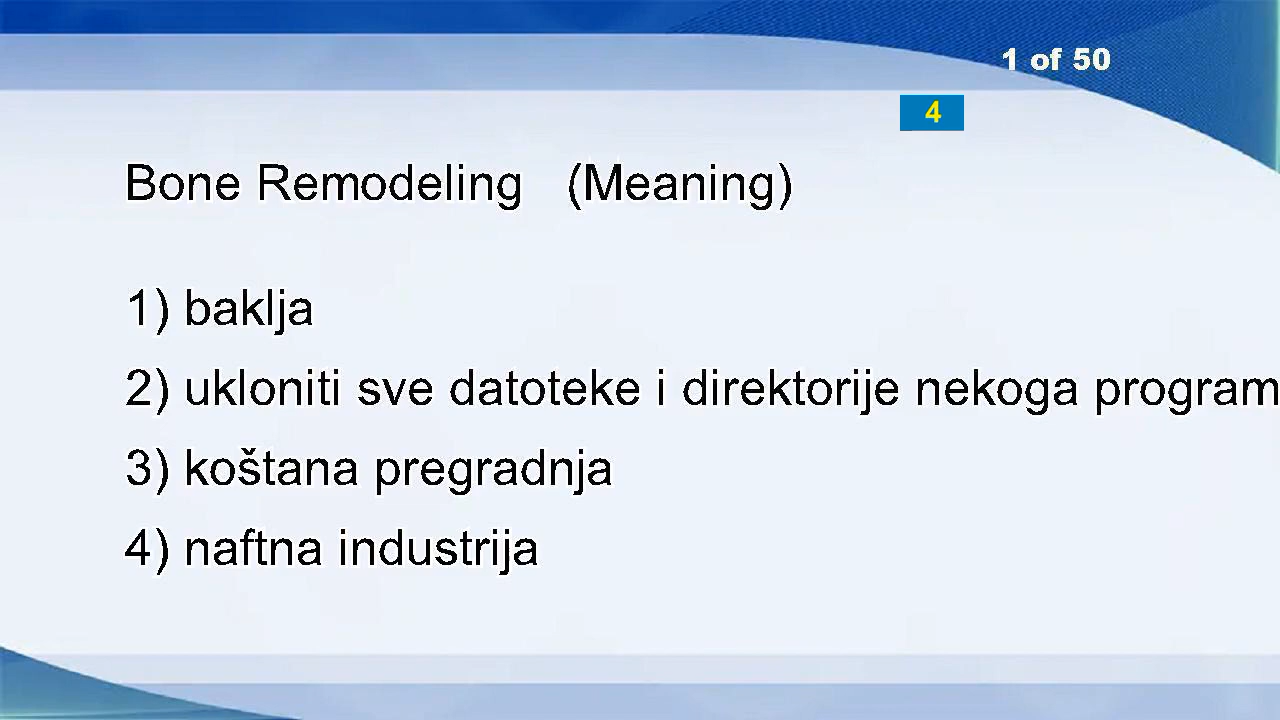 1 of 50
4
Bone Remodeling (Meaning)
1) baklja
2) ukloniti sve datoteke i direktorije nekoga program
3) koštana pregradnja
4) naftna industrija